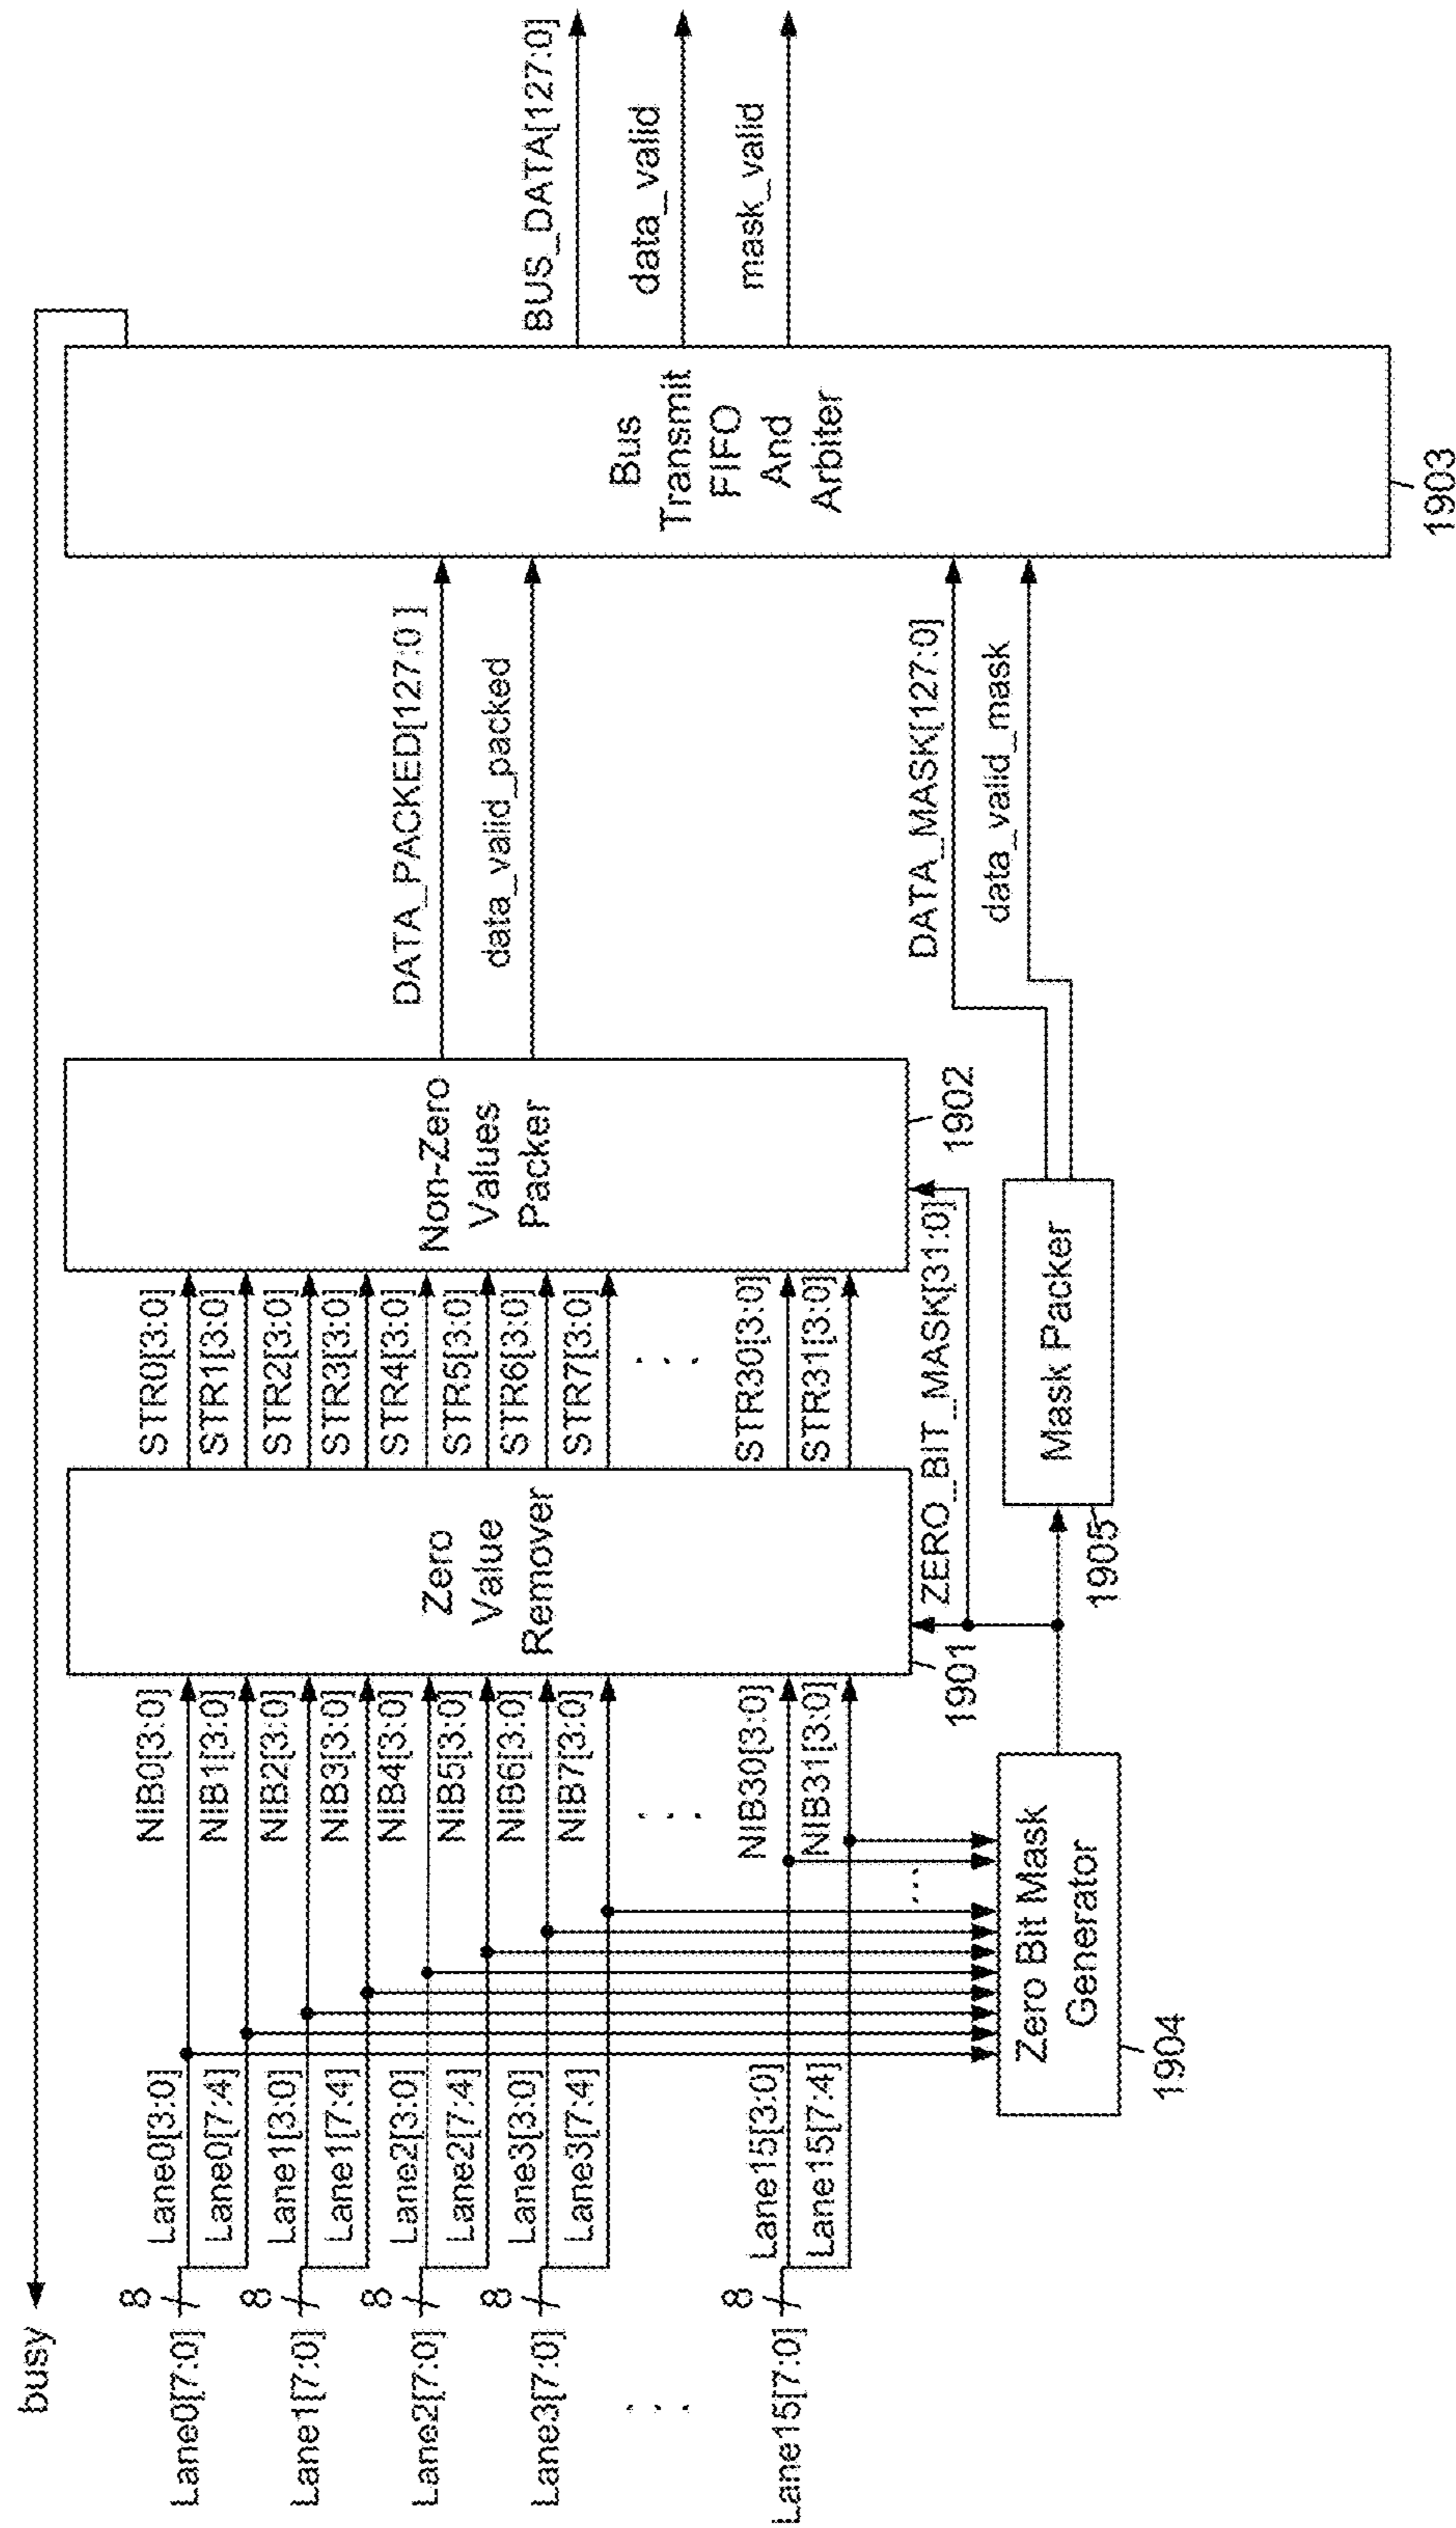 busy
Lane0[7:0]
8
Lane0[3:0]
Lane0[7:4]
Lane1[7:0]
8
Lane1[3:0]
Lane1[7:4]
Lane2[7:0]
8
Lane2[3:0]
Lane2[7:4]
Lane3[7:0]
8
Lane3[3:0]
Lane3[7:4]
. . .
Lane15[7:0]
8
Lane15[3:0]
Lane15[7:4]
NIB0[3:0]
NIB1[3:0]
NIB2[3:0]
NIB3[3:0]
NIB4[3:0]
NIB5[3:0]
NIB6[3:0]
NIB7[3:0]
. . .
NIB30[3:0]
NIB31[3:0]
. . .
Zero Bit Mask
Generator
1904
Zero
Value
Remover
1901
STR0[3:0]
STR1[3:0]
STR2[3:0]
STR3[3:0]
STR4[3:0]
STR5[3:0]
STR6[3:0]
STR7[3:0]
. . .
STR30[3:0]
STR31[3:0]
ZERO_BIT_MASK[31:0]
Mask Packer
1905
Non-Zero
Values
Packer
1902
DATA_PACKED[127:0 ]
data_valid_packed
DATA_MASK[127:0]
data_valid_mask
Bus
Transmit
FIFO
And
Arbiter
1903
BUS_DATA[127:0]
data_valid
mask_valid